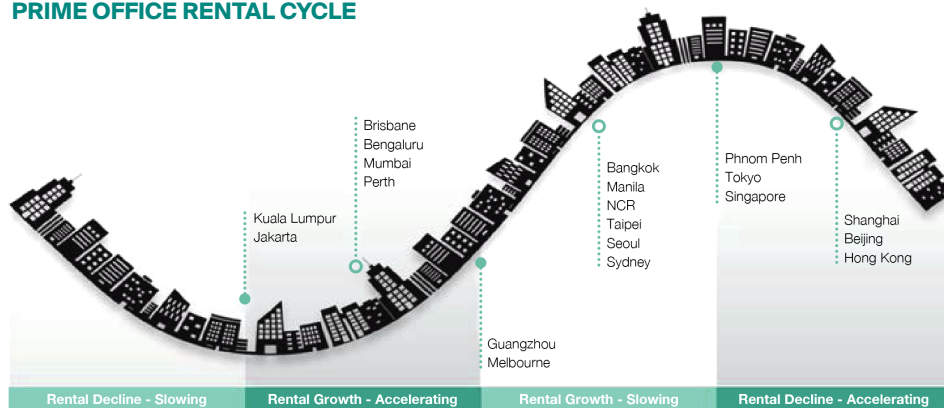 PRIME OFFICE RENTAL CYCLE
Kuala Lumpur
Jakarta
Brisbane
Bengaluru
Mumbai
Perth
Guangzhou
Melbourne
Bangkok
Manila
NCR
Taipei
Seoul
Sydney
Phnom Penh
Tokyo
Singapore
Shanghai
Beijing
Hong Kong
Rental Decline - Slowing
Rental Growth - Accelerating
Rental Growth - Slowing
Rental Decline - Accelerating